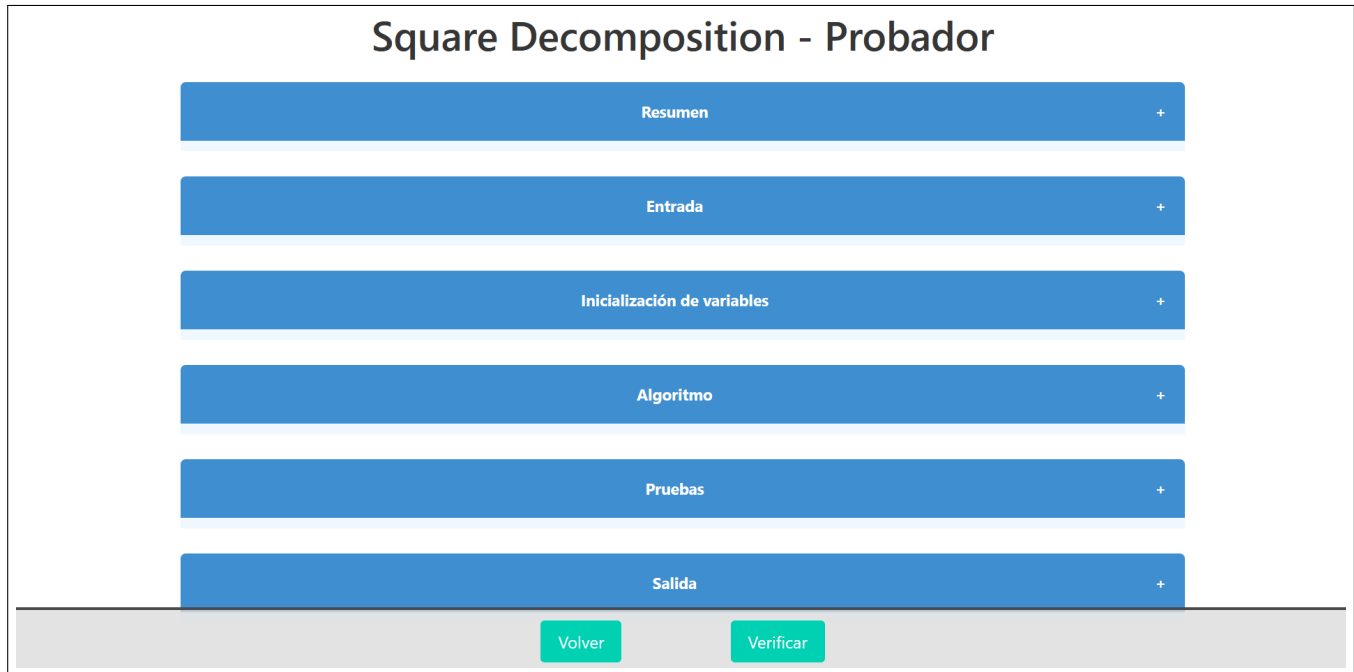 Square Decomposition - Probador
Resumen +
Entrada +
Inicialización de variables +
Algoritmo +
Pruebas +
Salida +
Volver Verificar